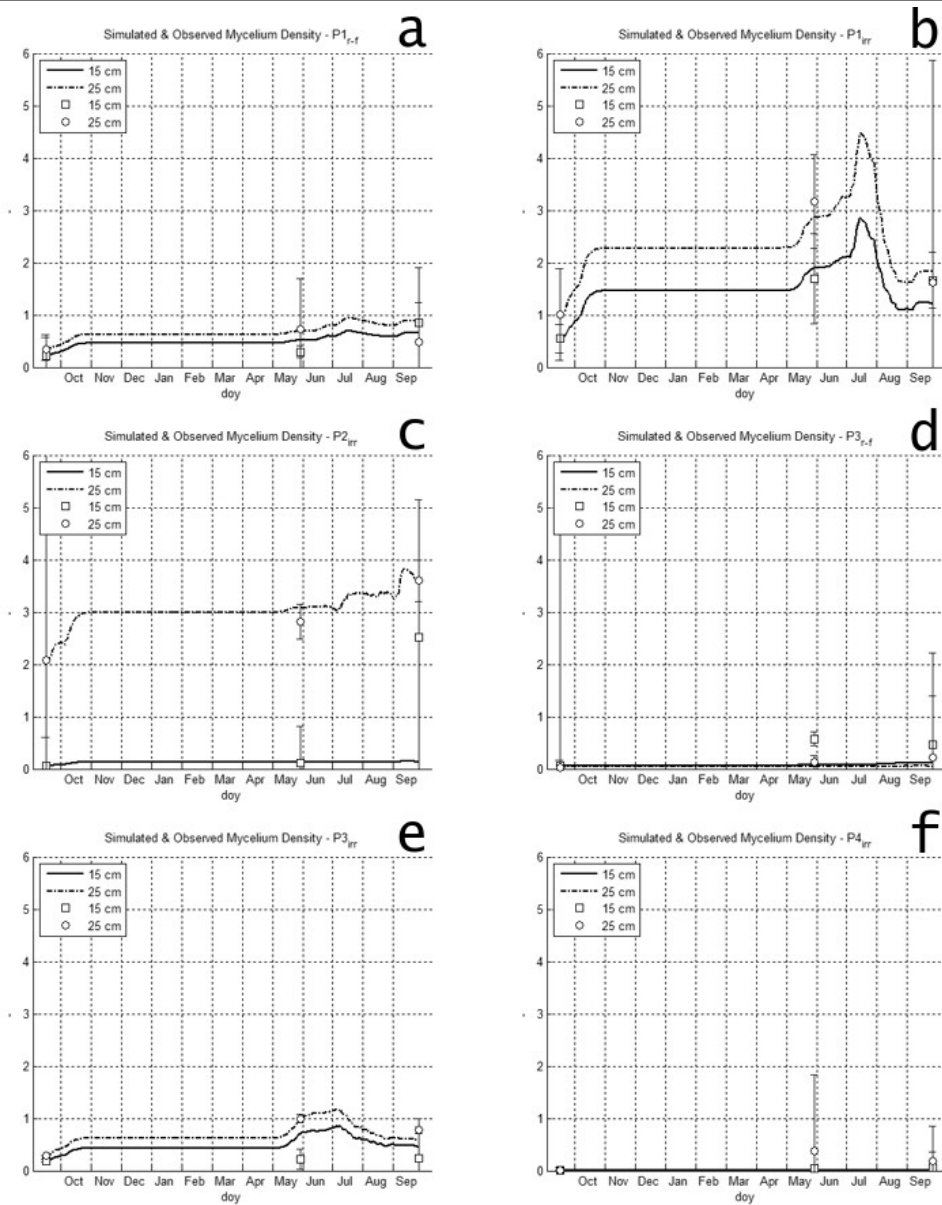 Simulated & Observed Mycelium Density - P1r-f
a
6
5
4
3
2
1
0
15 cm
25 cm
15 cm
25 cm
Oct Nov Dec Jan Feb Mar Apr May Jun Jul Aug Sep
doy
Simulated & Observed Mycelium Density - P1irr
b
6
5
4
3
2
1
0
15 cm
25 cm
15 cm
25 cm
Oct Nov Dec Jan Feb Mar Apr May Jun Jul Aug Sep
doy
Simulated & Observed Mycelium Density - P2irr
c
6
5
4
3
2
1
0
15 cm
25 cm
15 cm
25 cm
Oct Nov Dec Jan Feb Mar Apr May Jun Jul Aug Sep
doy
Simulated & Observed Mycelium Density - P3r-f
d
6
5
4
3
2
1
0
15 cm
25 cm
15 cm
25 cm
Oct Nov Dec Jan Feb Mar Apr May Jun Jul Aug Sep
doy
Simulated & Observed Mycelium Density - P3irr
e
6
5
4
3
2
1
0
15 cm
25 cm
15 cm
25 cm
Oct Nov Dec Jan Feb Mar Apr May Jun Jul Aug Sep
doy
Simulated & Observed Mycelium Density - P4irr
f
6
5
4
3
2
1
0
15 cm
25 cm
15 cm
25 cm
Oct Nov Dec Jan Feb Mar Apr May Jun Jul Aug Sep
doy